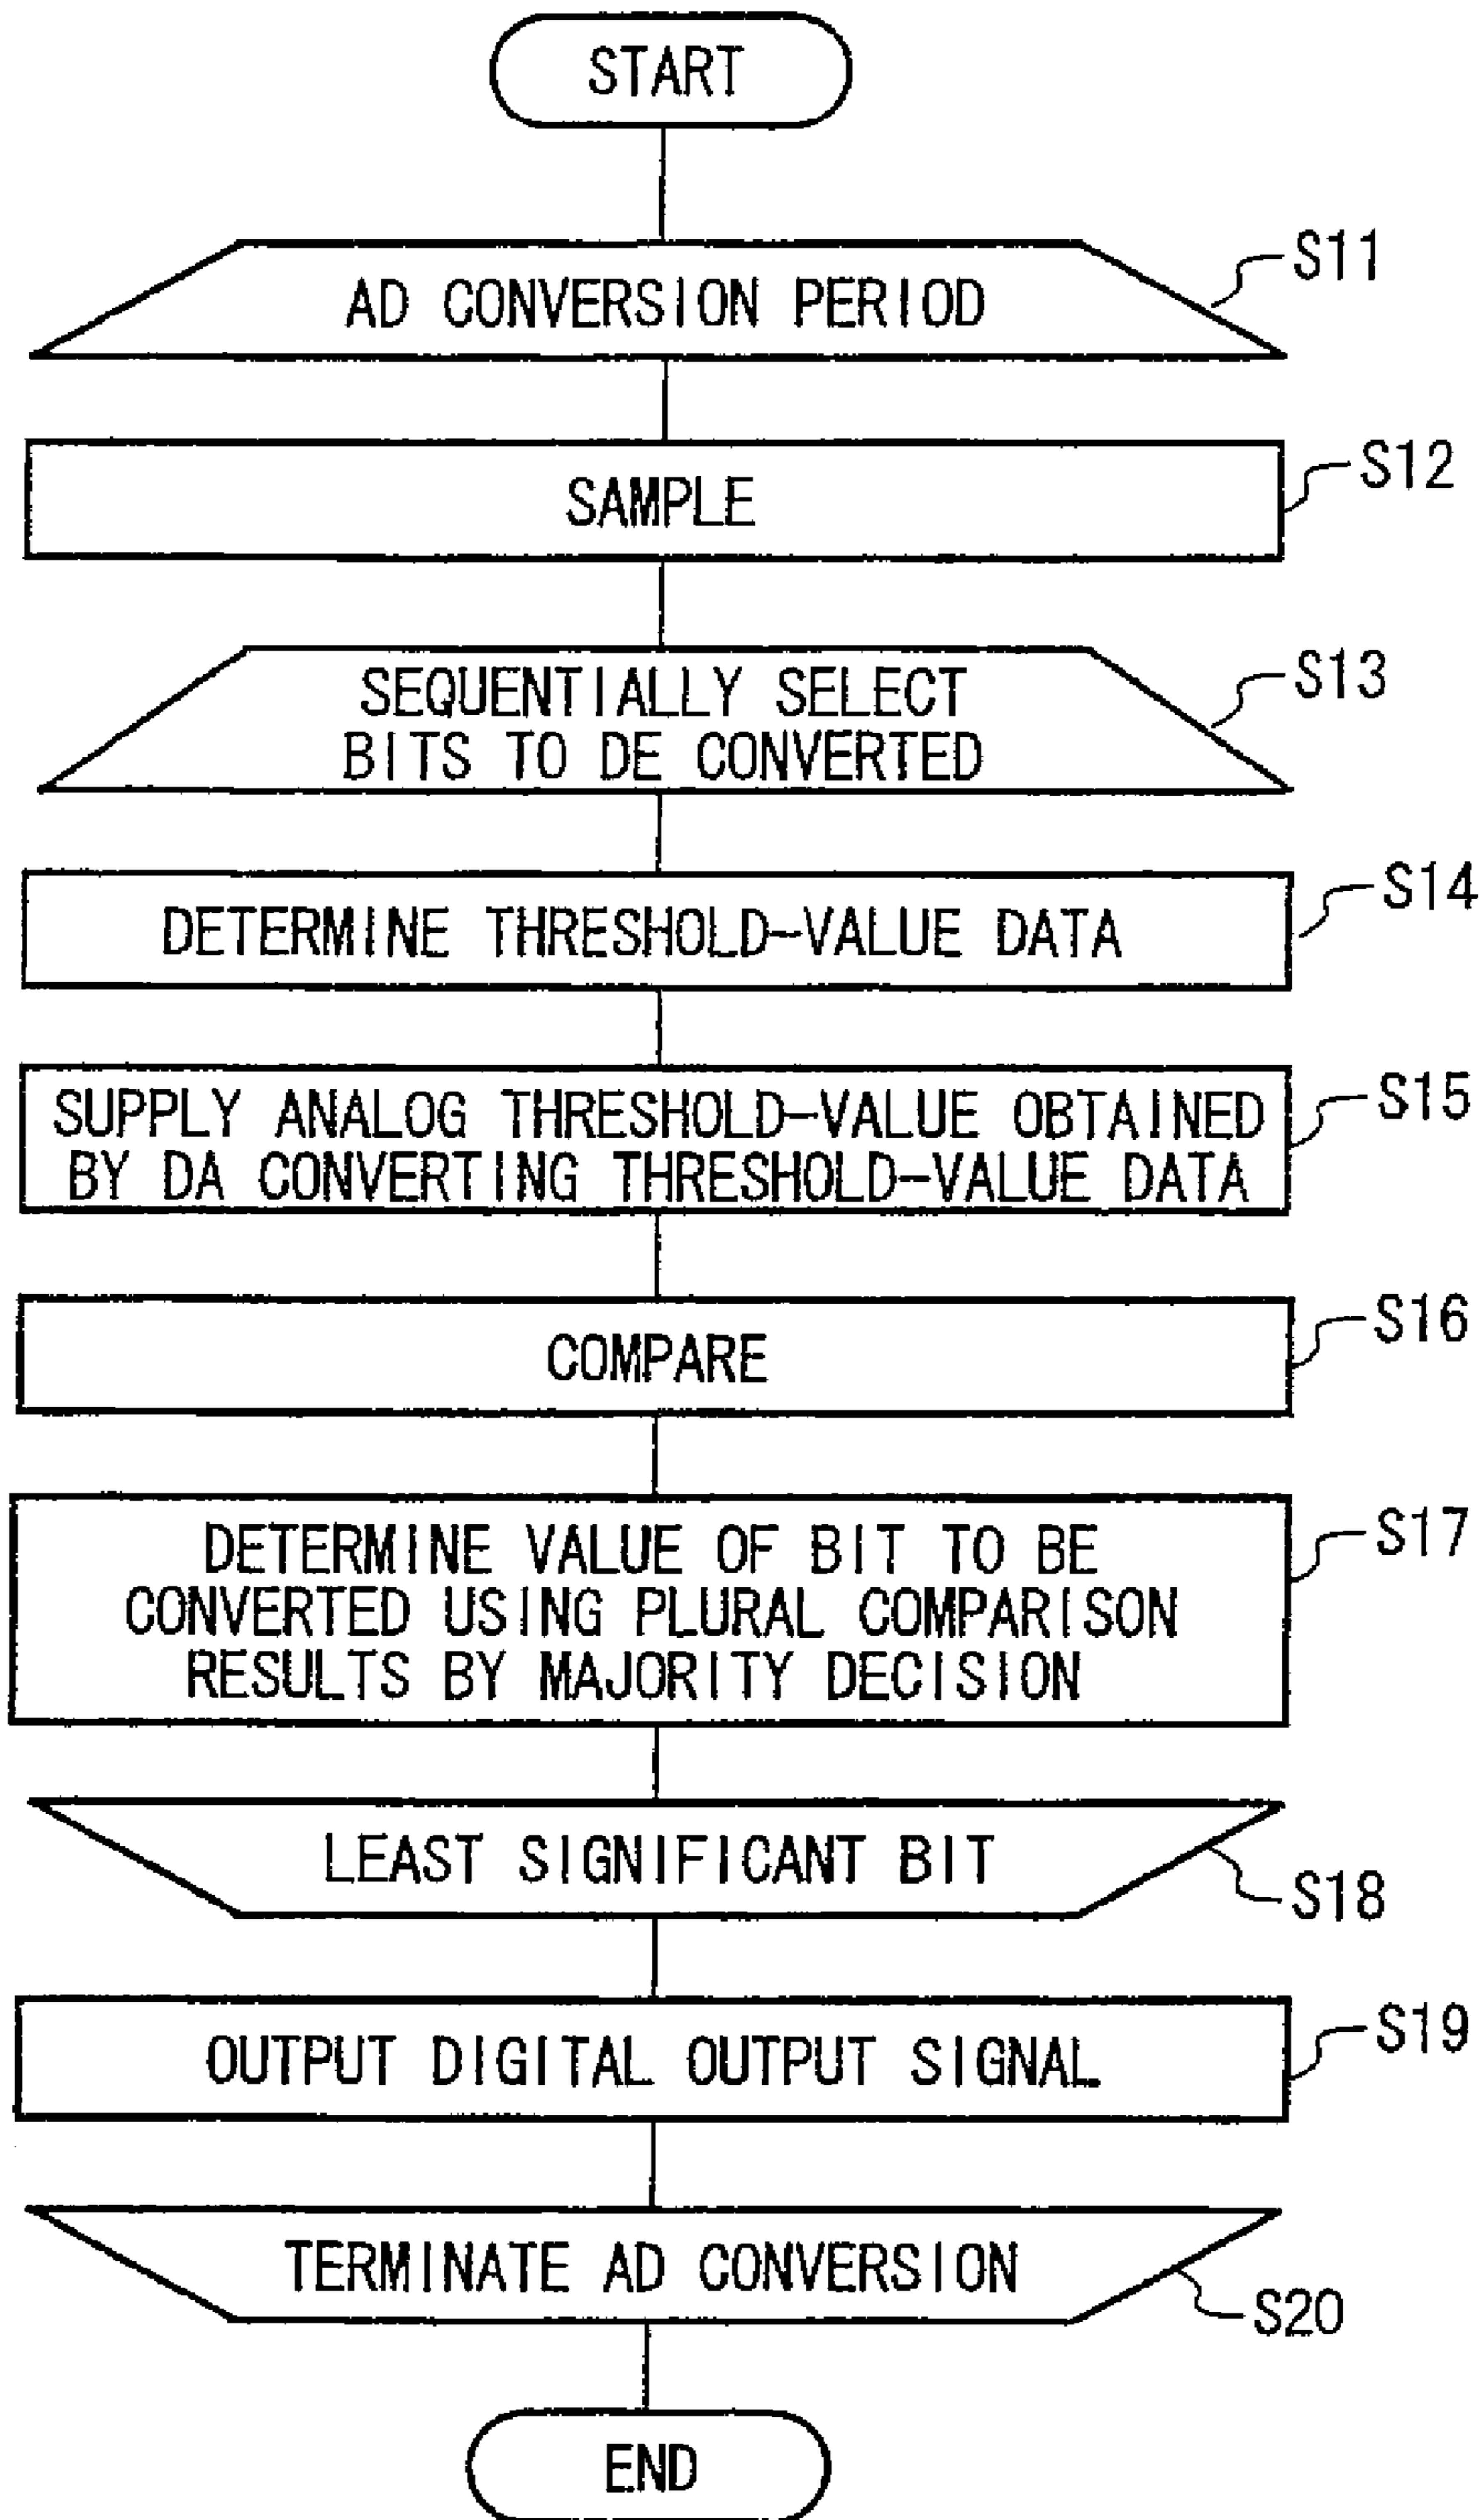 START
AD CONVERSION PERIOD
S11
SAMPLE
S12
SEQUENTIALLY SELECT
BITS TO DE CONVERTED
S13
DETERMINE THRESHOLD-VALUE DATA
S14
SUPPLY ANALOG THRESHOLD-VALUE OBTAINED
BY DA CONVERTING THRESHOLD-VALUE DATA
S15
COMPARE
S16
DETERMINE VALUE OF BIT TO BE
CONVERTED USING PLURAL COMPARISON
RESULTS BY MAJORITY DECISION
S17
LEAST SIGNIFICANT BIT
S18
OUTPUT DIGITAL OUTPUT SIGNAL
S19
TERMINATE AD CONVERSION
S20
END